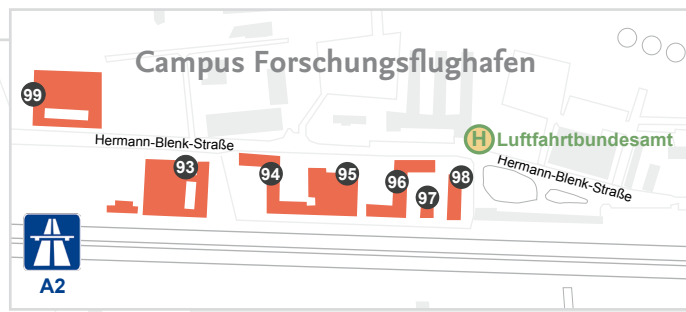 Campus Forschungsflughafen
99
Hermann-Blenk-Straße
H Luftfahrtbundesamt
93
94
95
96
97
98
Hermann-Blenk-Straße
A2